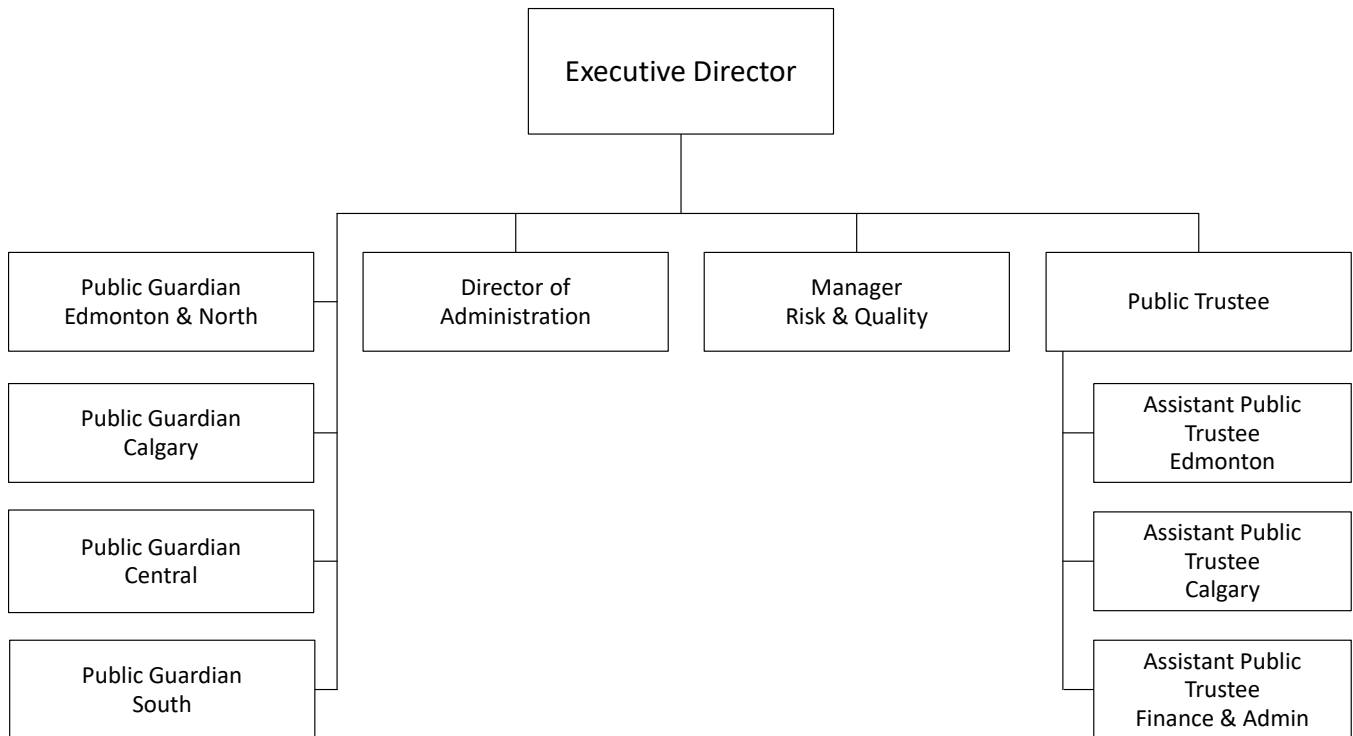 Executive Director
Public Guardian
Edmonton & North
Director of
Administration
Manager
Risk & Quality
Public Trustee
Public Guardian
Calgary
Assistant Public
Trustee
Edmonton
Public Guardian
Central
Assistant Public
Trustee
Calgary
Public Guardian
South
Assistant Public
Trustee
Finance & Admin